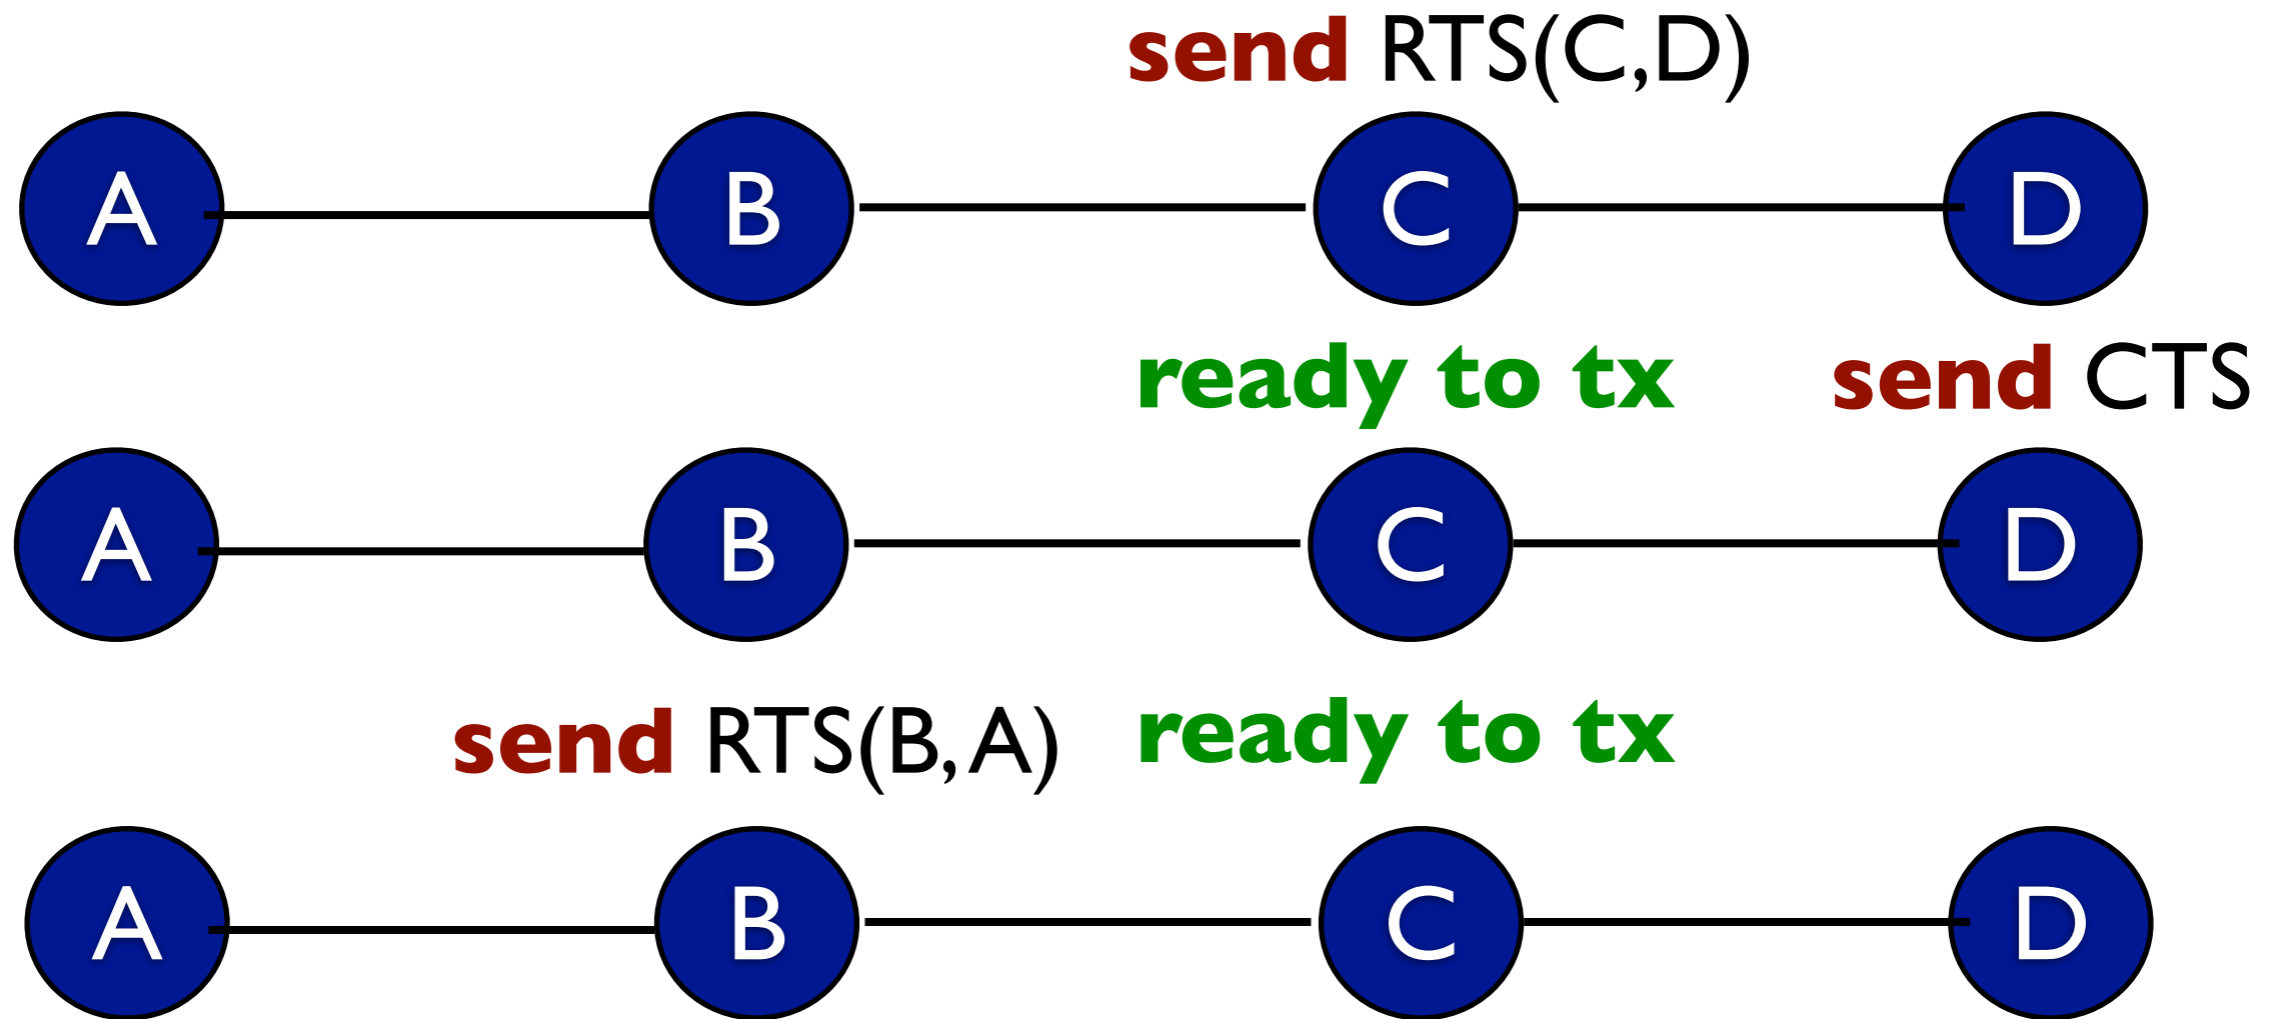 send RTS(C,D)
A B C D
ready to tx send CTS
A B C D
send RTS(B,A) ready to tx
A B C D